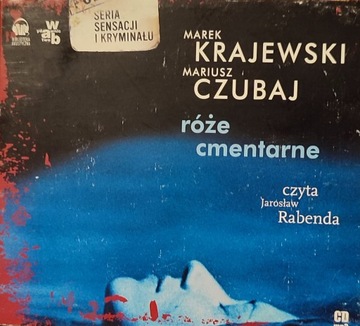 SERIA
SENSACJI
I KRYMINAŁU
MAREK
KRAJEWSKI
MARIUSZ
CZUBAJ
róże
cmentarne
czyta
Jarosław
Rabenda
CD